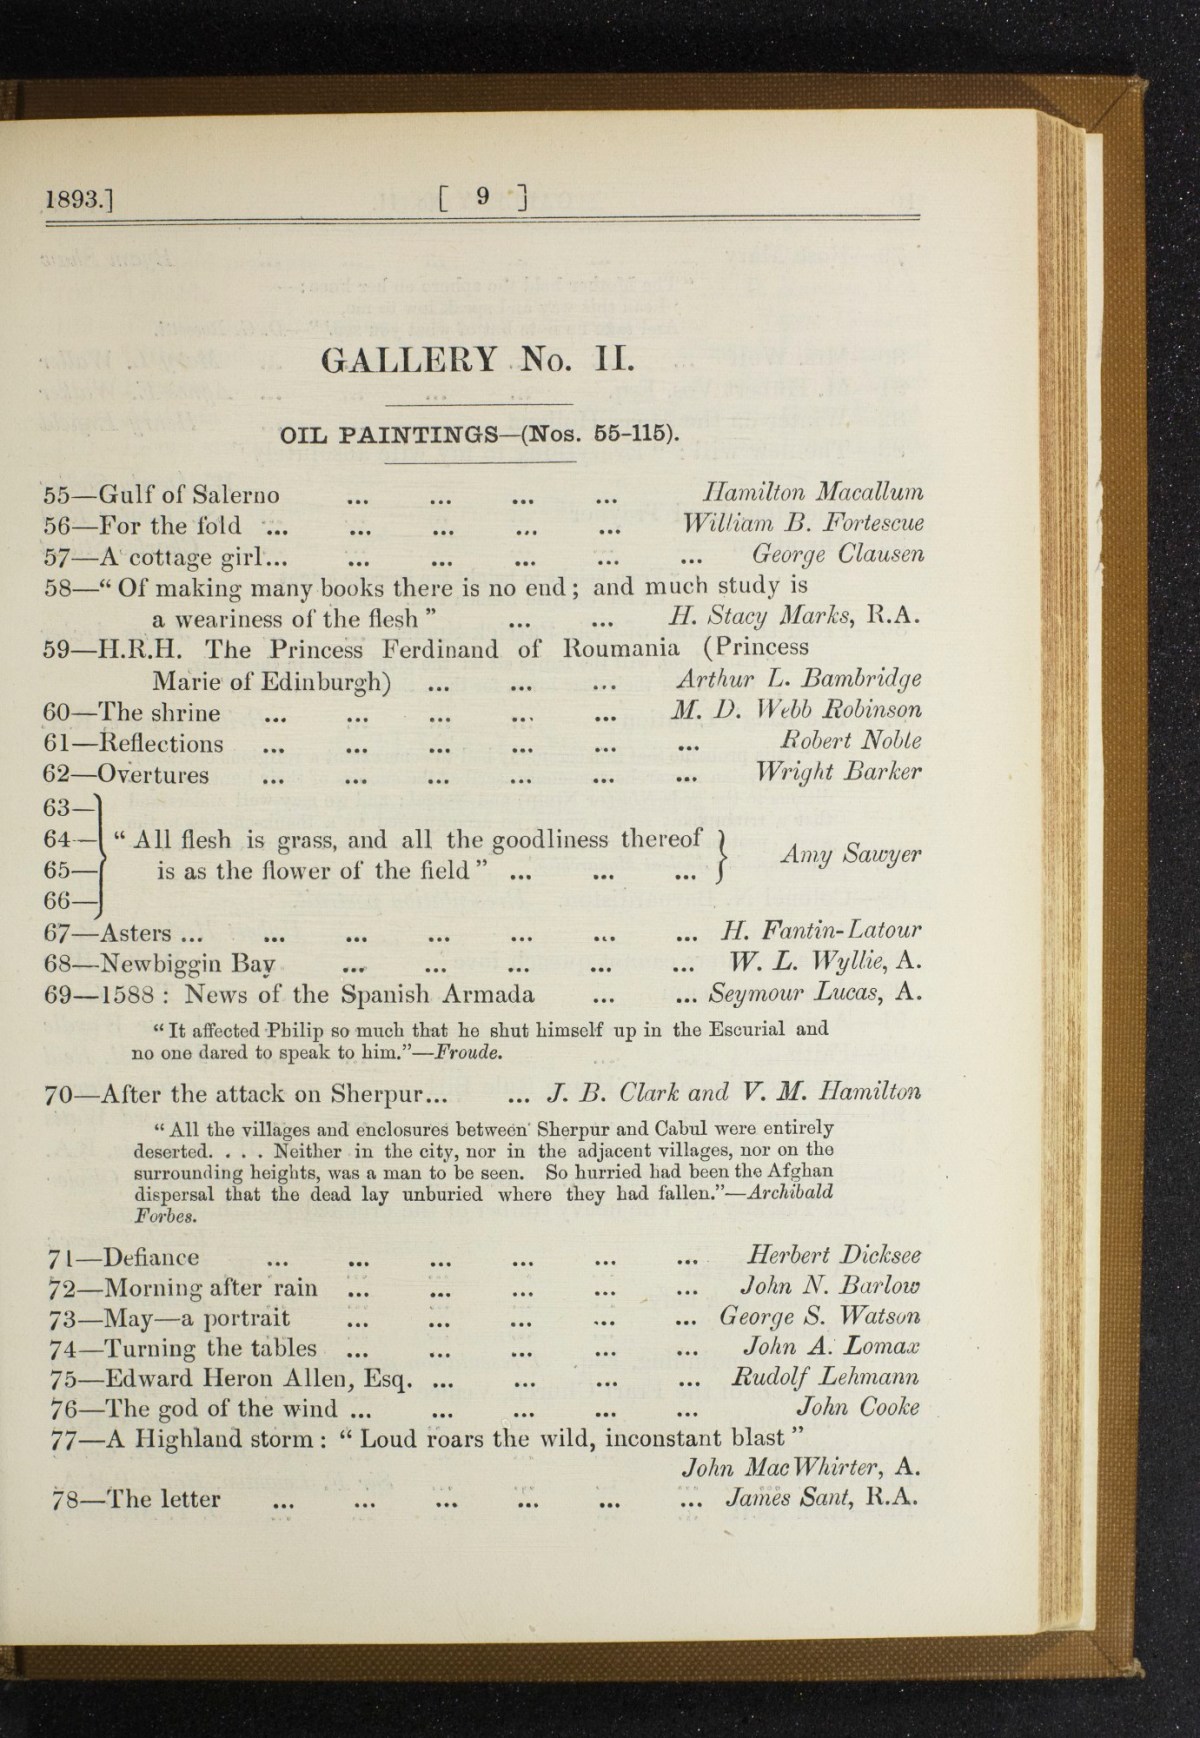 1893.] [ 9 ]
GALLERY No. II.
OIL PAINTINGS—(Nos. 55-115).
55—Gulf of Salerno ... ... ... ... Hamilton Macallum
56—For the fold ... ... ... ... ... William B. Fortescue
57—A cottage girl... ... ... ... ... ... George Clausen
58—“ Of making many books there is no end ; and much study is
a weariness of the flesh ” ... ... H. Stacy Marks, R.A.
59—H.R.H. The Princess Ferdinand of Roumania (Princess
Marie of Edinburgh) ... ... ... Arthur L. Bambridge
60—The shrine ... ... ... ... ... M. D. Webb Robinson
61—Reflections ... ... ... ... ... ... Robert Noble
62—Overtures ... ... ... ... ... ... Wright Barker
63—
64— “ All flesh is grass, and all the goodliness thereof
65— is as the flower of the field ” ... ... ... } Amy Sawyer
66—
67—Asters ... ... ... ... ... ... ... H. Fantin-Latour
68—Newbiggin Bay ... ... ... ... ... W. L. Wyllie, A.
69—1588 : News of the Spanish Armada ... ... Seymour Lucas, A.
“ It affected Philip so much that he shut himself up in the Escurial and
no one dared to speak to him.”—Froude.
70—After the attack on Sherpur... ... J. B. Clark and V. M. Hamilton
“ All the villages and enclosures between Sherpur and Cabul were entirely
deserted. . . . Neither in the city, nor in the adjacent villages, nor on the
surrounding heights, was a man to be seen. So hurried had been the Afghan
dispersal that the dead lay unburied where they had fallen.”—Archibald
Forbes.
71—Defiance ... ... ... ... ... ... Herbert Dicksee
72—Morning after rain ... ... ... ... ... John N. Barlow
73—May—a portrait ... ... ... ... ... George S. Watson
74—Turning the tables ... ... ... ... ... John A. Lomax
75—Edward Heron Allen, Esq. ... ... ... ... Rudolf Lehmann
76—The god of the wind ... ... ... ... ... John Cooke
77—A Highland storm : “ Loud roars the wild, inconstant blast ”
John MacWhirter, A.
78—The letter ... ... ... ... ... ... James Sant, R.A.